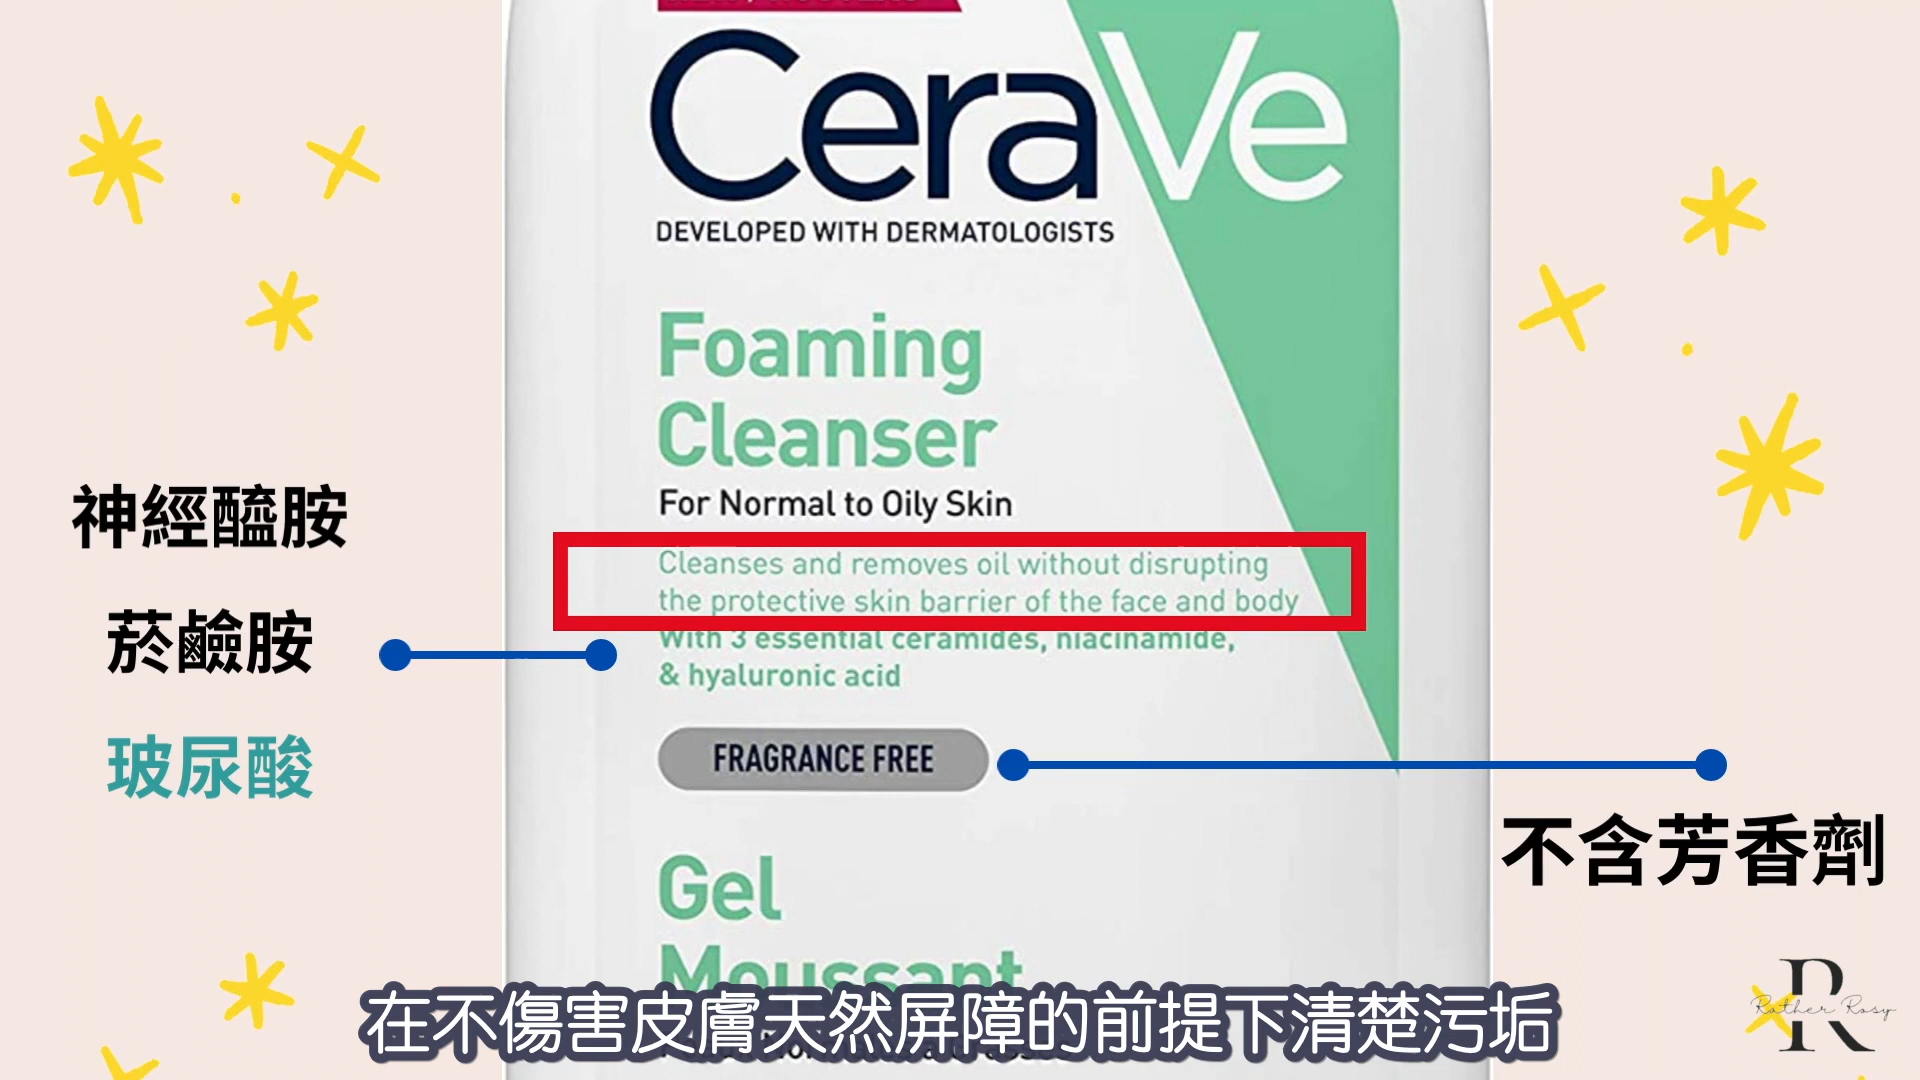 CeraVe
DEVELOPED WITH DERMATOLOGISTS
Foaming
Cleanser
For Normal to Oily Skin
Cleanses and removes oil without disrupting
the protective skin barrier of the face and body
With 3 essential ceramides, niacinamide,
& hyaluronic acid
FRAGRANCE FREE
Gel
Moussant
神經醯胺
菸鹼胺
玻尿酸
不含芳香劑
在不傷害皮膚天然屏障的前提下清楚污垢
R
Rather Rosy